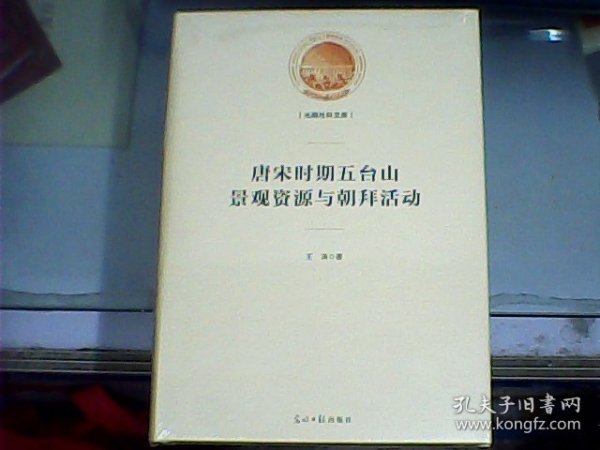 ｜光明社科文库｜
唐宋时期五台山
景观资源与朝拜活动
王 涛◎著
光明日报出版社
孔夫子旧書网
www.kongfz.com